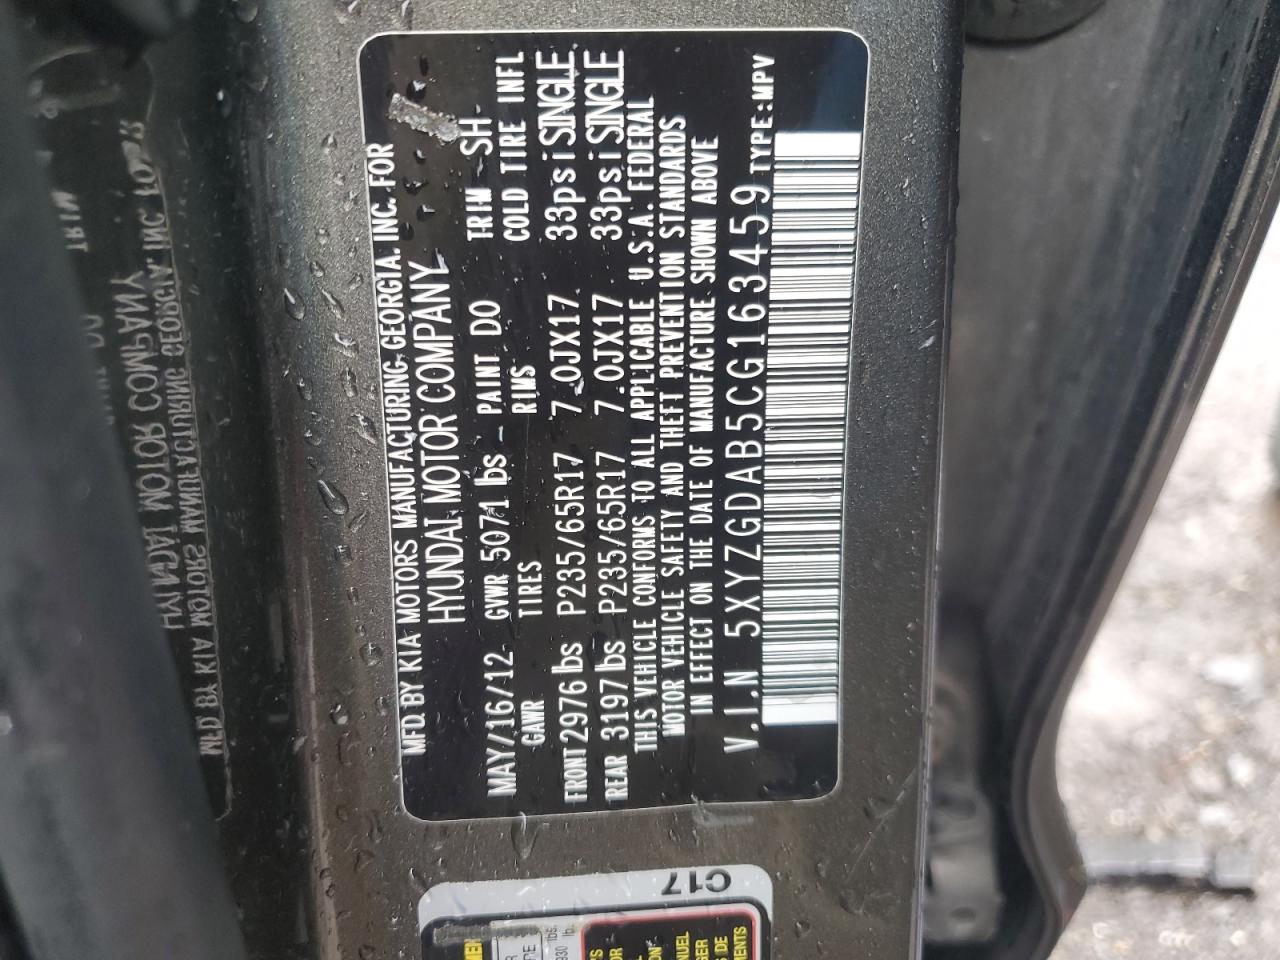 MFD. BY KIA MOTORS MANUFACTURING GEORGIA. INC. FOR
HYUNDAI MOTOR COMPANY
MAY/16/12 GVWR 5071 lbs PAINT DO TRIM SH
GAWR TIRES RIMS COLD TIRE INFL
FRONT 2976 lbs P235/65R17 7.0JX17 33psi SINGLE
REAR 3197 lbs P235/65R17 7.0JX17 33psi SINGLE
THIS VEHICLE CONFORMS TO ALL APPLICABLE U.S.A. FEDERAL
MOTOR VEHICLE SAFETY AND THEFT PREVENTION STANDARDS
IN EFFECT ON THE DATE OF MANUFACTURE SHOWN ABOVE
V.I.N 5XYZGDAB5CG163459 TYPE:MPV
C17